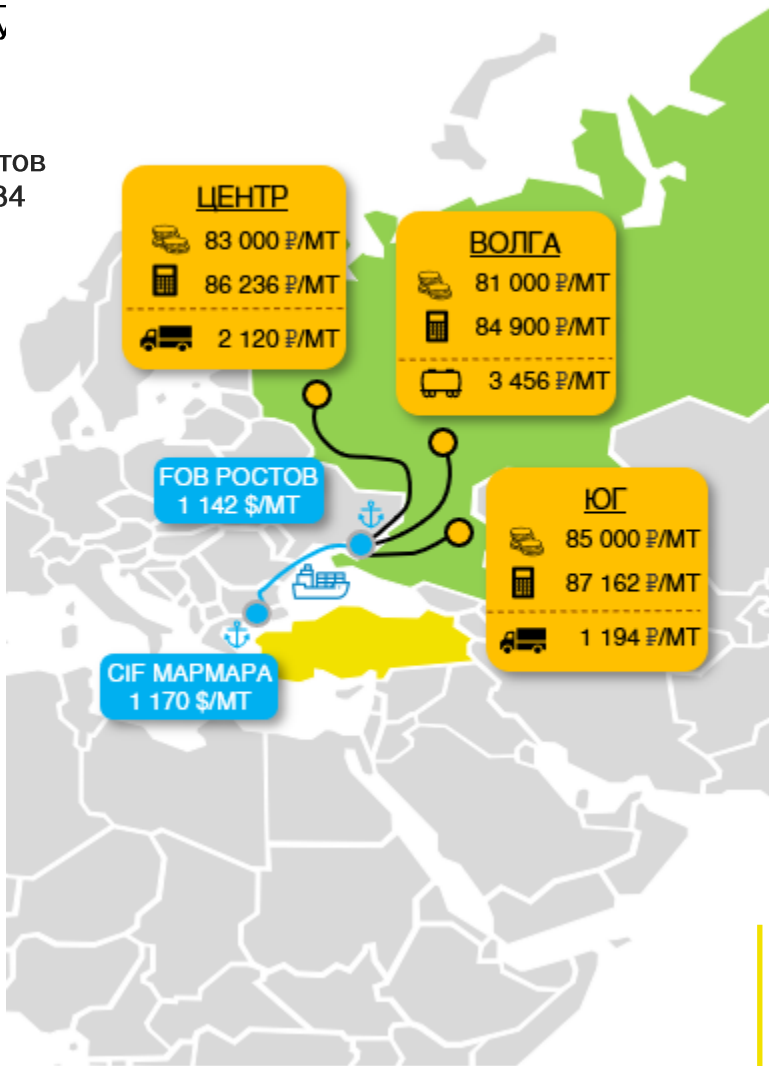 тов
84
ЦЕНТР
83 000 ₽/МТ
86 236 ₽/МТ
2 120 ₽/МТ
ВОЛГА
81 000 ₽/МТ
84 900 ₽/МТ
3 456 ₽/МТ
FOB РОСТОВ
1 142 $/МТ
ЮГ
85 000 ₽/МТ
87 162 ₽/МТ
1 194 ₽/МТ
CIF МАРМАРА
1 170 $/МТ